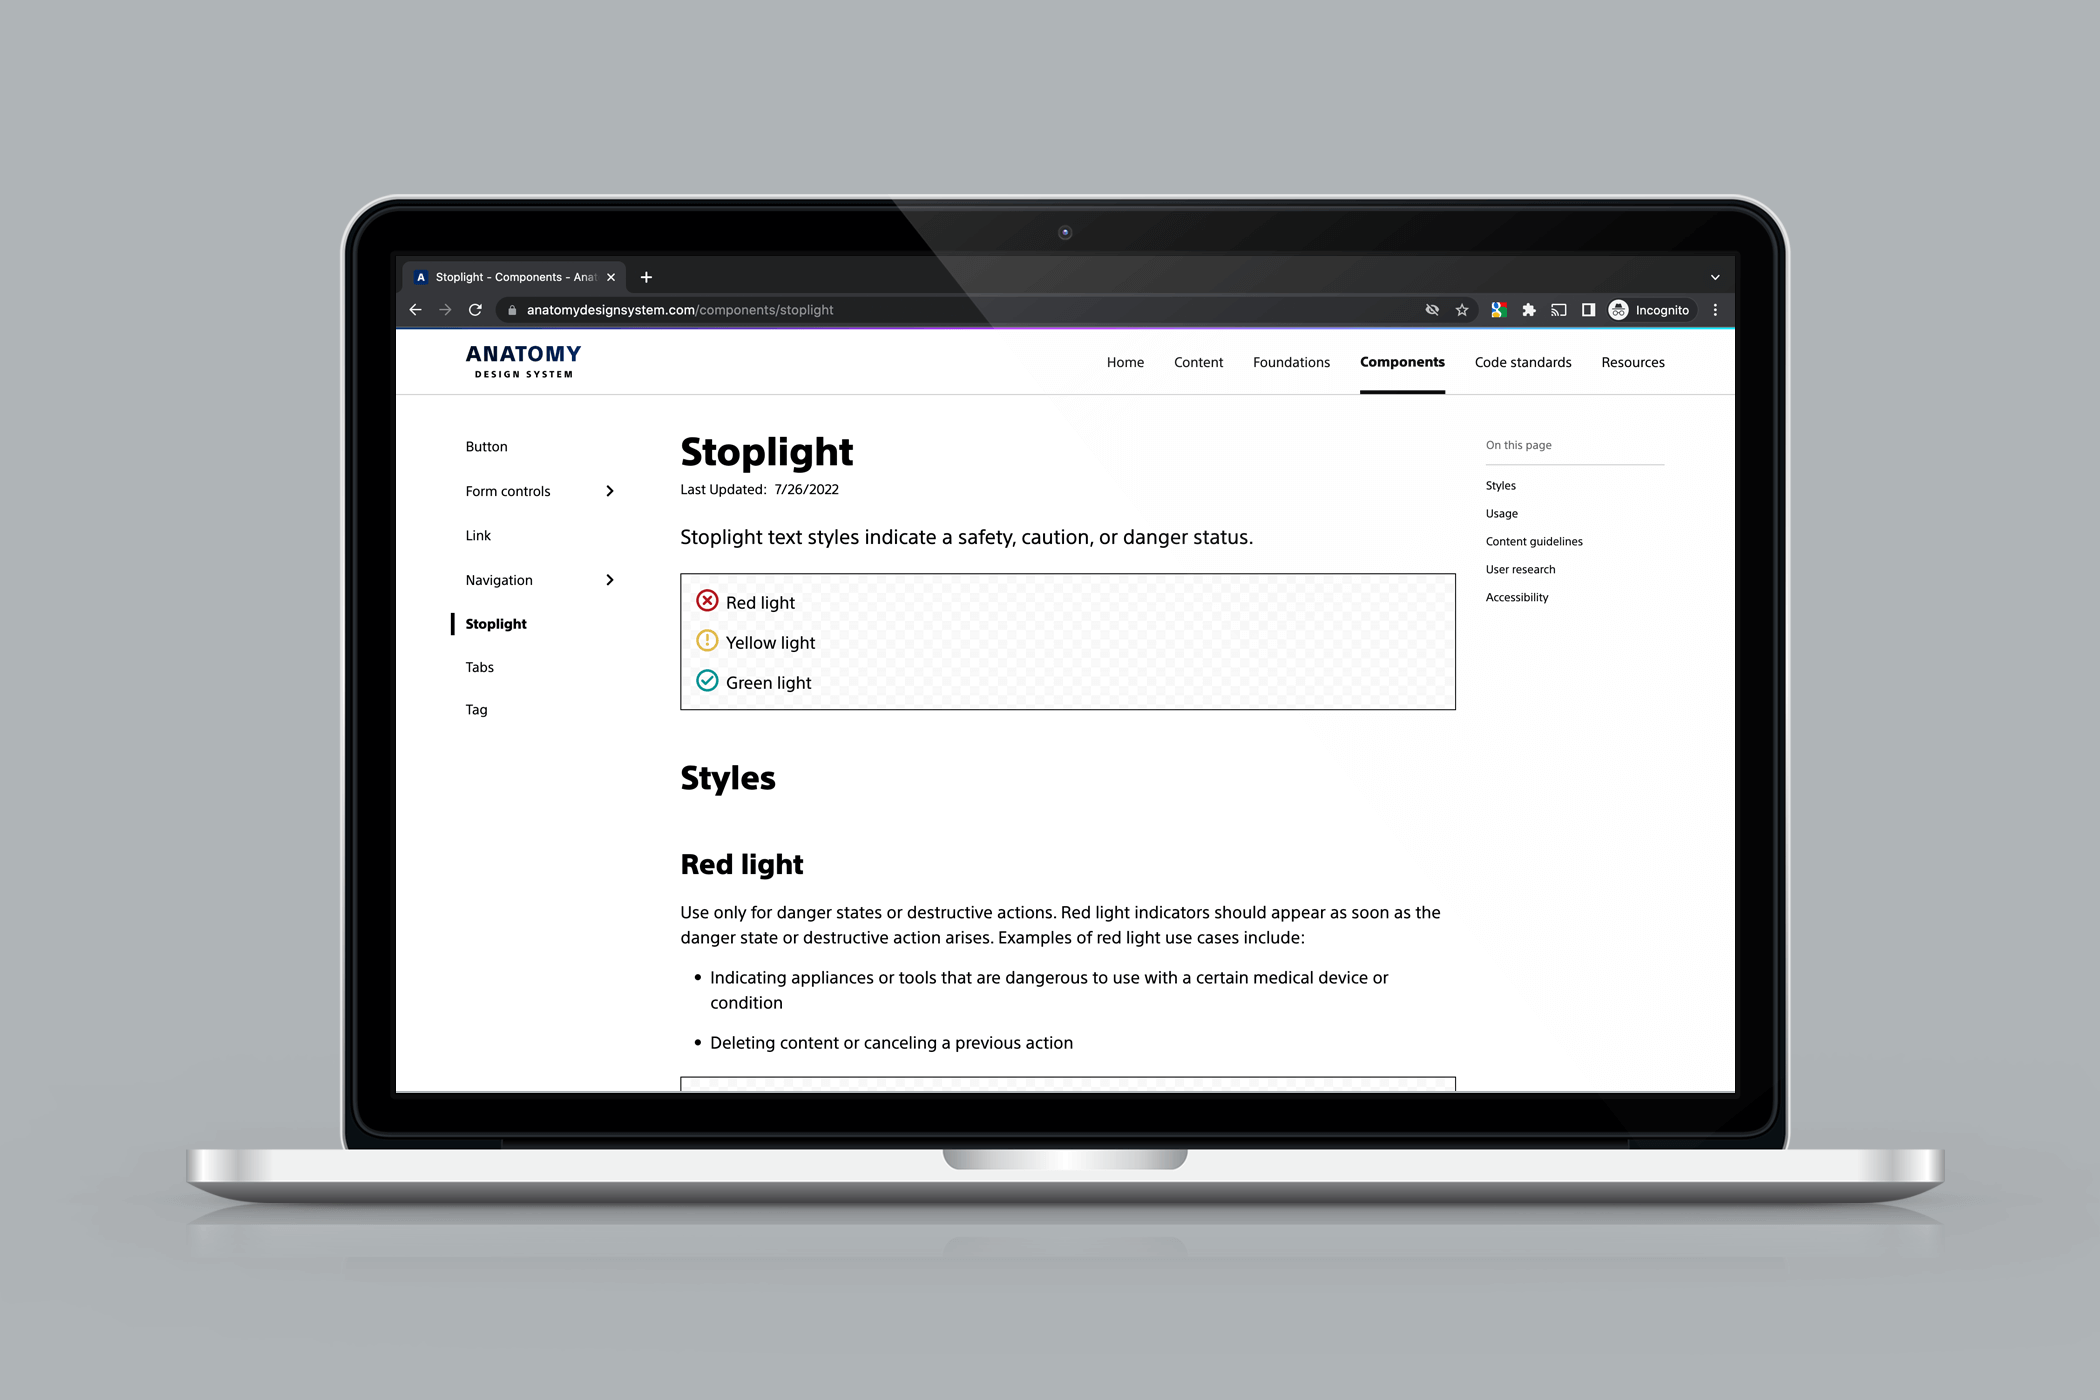 A Stoplight - Components - Anat
anatomydesignsystem.com/components/stoplight
Incognito
ANATOMY
DESIGN SYSTEM
Home Content Foundations Components Code standards Resources
Button
Form controls
Link
Navigation
Stoplight
Tabs
Tag
Stoplight
Last Updated: 7/26/2022
Stoplight text styles indicate a safety, caution, or danger status.
Red light
Yellow light
Green light
Styles
Red light
Use only for danger states or destructive actions. Red light indicators should appear as soon as the
danger state or destructive action arises. Examples of red light use cases include:
• Indicating appliances or tools that are dangerous to use with a certain medical device or
condition
• Deleting content or canceling a previous action
On this page
Styles
Usage
Content guidelines
User research
Accessibility